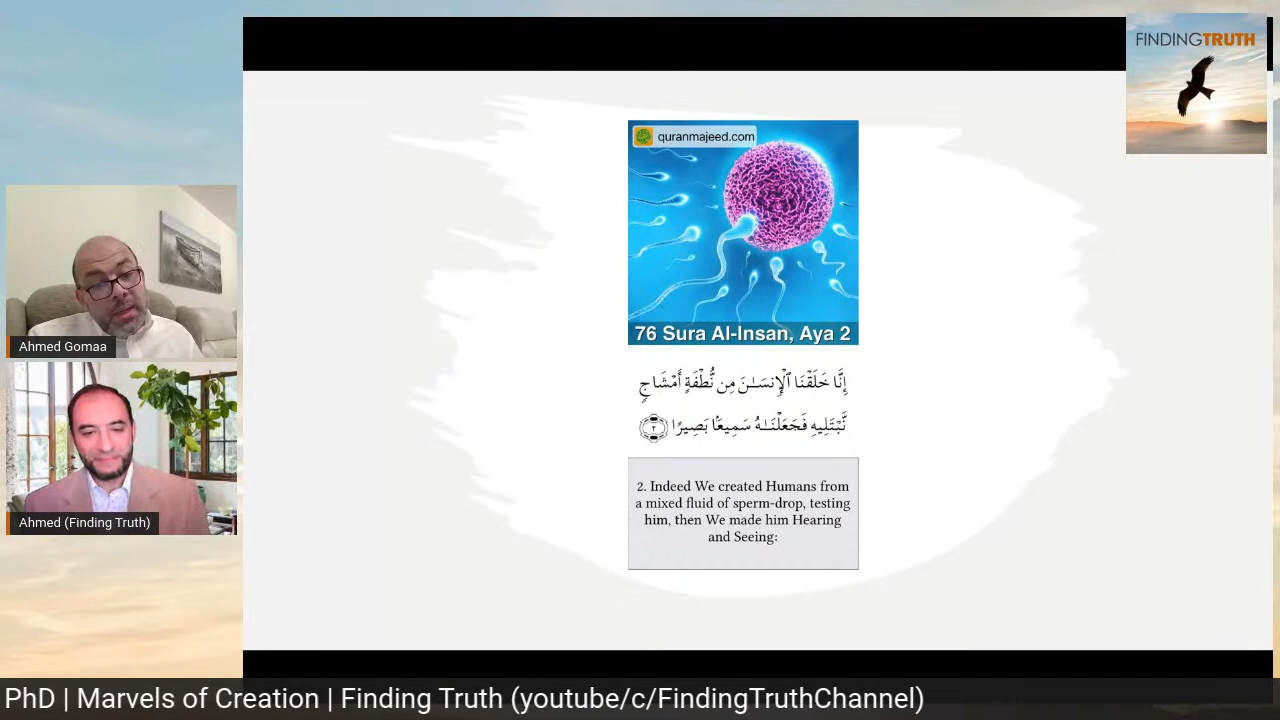 FINDINGTRUTH
quranmajeed.com
76 Sura Al-Insan, Aya 2
إِنَّا خَلَقْنَا ٱلْإِنسَـٰنَ مِن نُّطْفَةٍ أَمْشَاجٍ
نَّبْتَلِيهِ فَجَعَلْنَـٰهُ سَمِيعًۢا بَصِيرًا ٢
2. Indeed We created Humans from
a mixed fluid of sperm-drop, testing
him, then We made him Hearing
and Seeing:
Ahmed Gomaa
Ahmed (Finding Truth)
PhD | Marvels of Creation | Finding Truth (youtube/c/FindingTruthChannel)